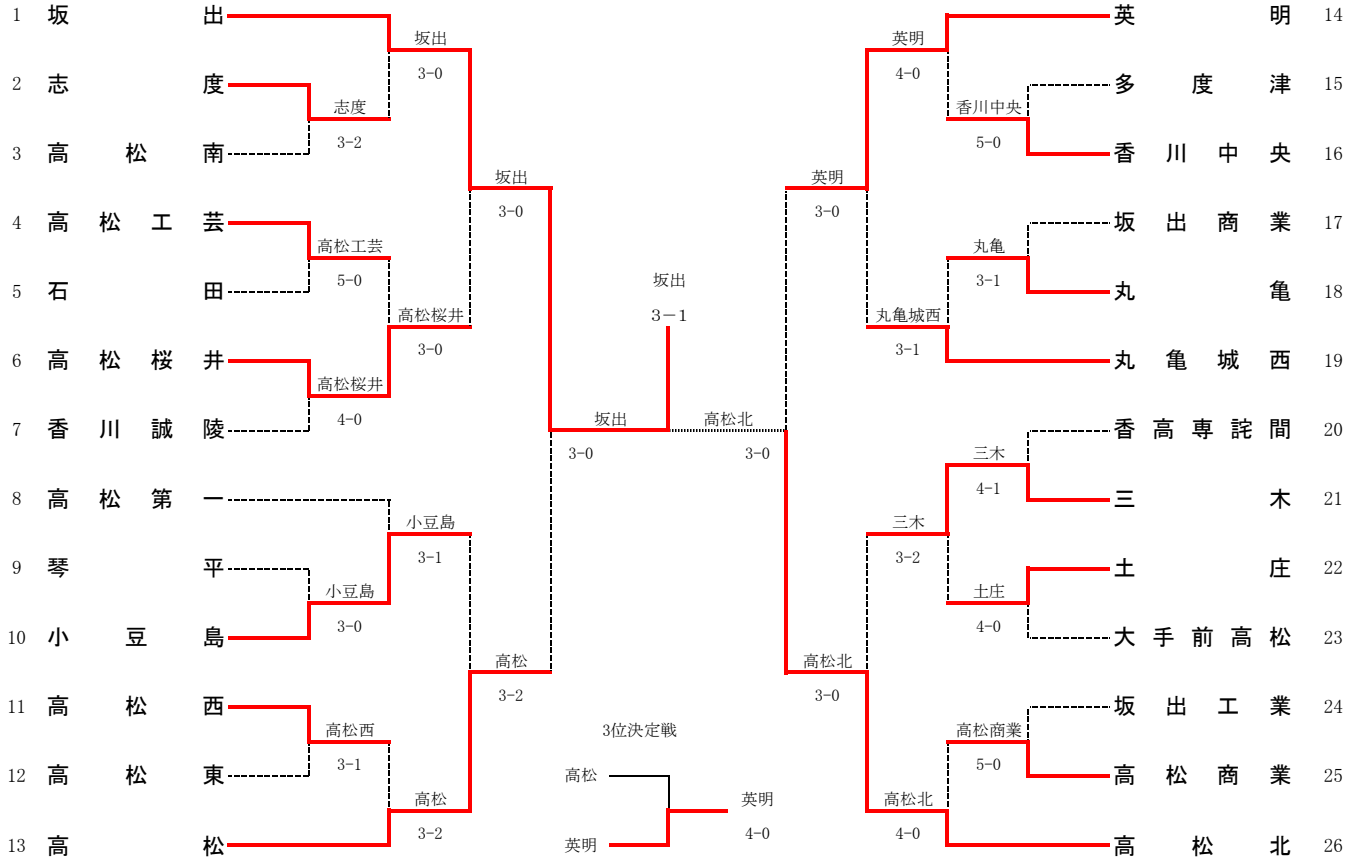 1 坂出
坂出
3-0
2 志度
志度
3-2
3 高松南
坂出
3-0
4 高松工芸
高松工芸
5-0
5 石田
高松桜井
3-0
6 高松桜井
高松桜井
4-0
7 香川誠陵
坂出
3-0
8 高松第一
小豆島
3-1
9 琴平
小豆島
3-0
10 小豆島
高松
3-2
11 高松西
高松西
3-1
12 高松東
高松
3-2
13 高松
坂出
3－1
高松北
3-0
3位決定戦
高松
英明
英明
4-0
英明 14
英明
4-0
多度津 15
香川中央
5-0
香川中央 16
英明
3-0
坂出商業 17
丸亀
3-1
丸亀 18
丸亀城西
3-1
丸亀城西 19
香高専詫間 20
三木
4-1
三木 21
三木
3-2
土庄 22
土庄
4-0
大手前高松 23
高松北
3-0
坂出工業 24
高松商業
5-0
高松商業 25
高松北
4-0
高松北 26